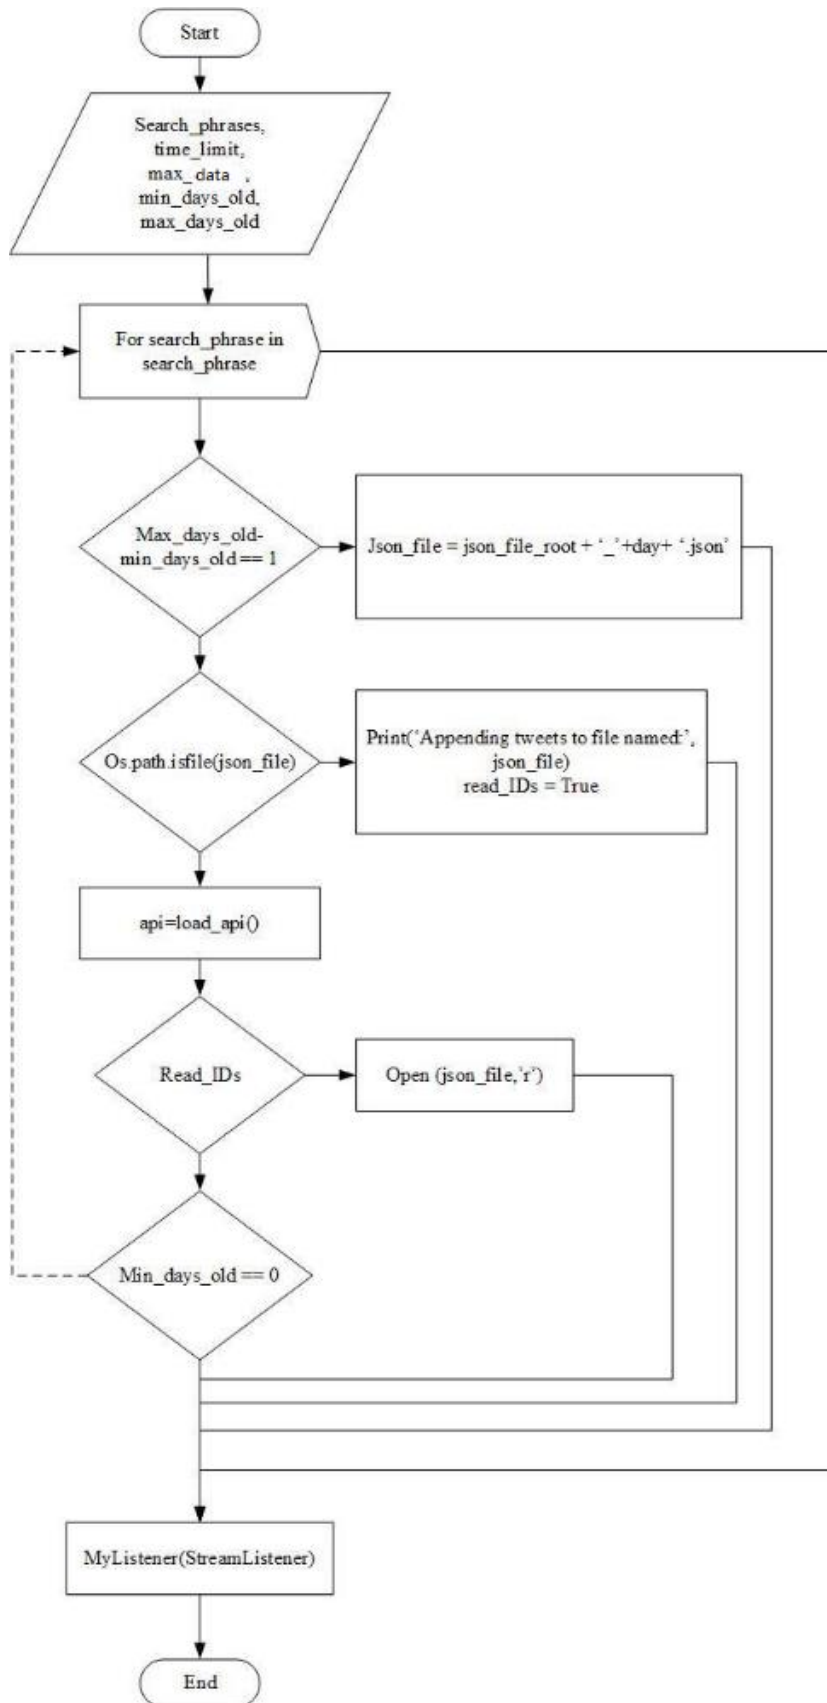 Start
Search_phrases,
time_limit,
max_data ,
min_days_old,
max_days_old
For search_phrase in
search_phrase
Max_days_old-
min_days_old == 1
Json_file = json_file_root + ‘_’+day+ ‘.json’
Os.path.isfile(json_file)
Print(‘Appending tweets to file named:’,
json_file)
read_IDs = True
api=load_api()
Read_IDs
Open (json_file,’r’)
Min_days_old == 0
MyListener(StreamListener)
End